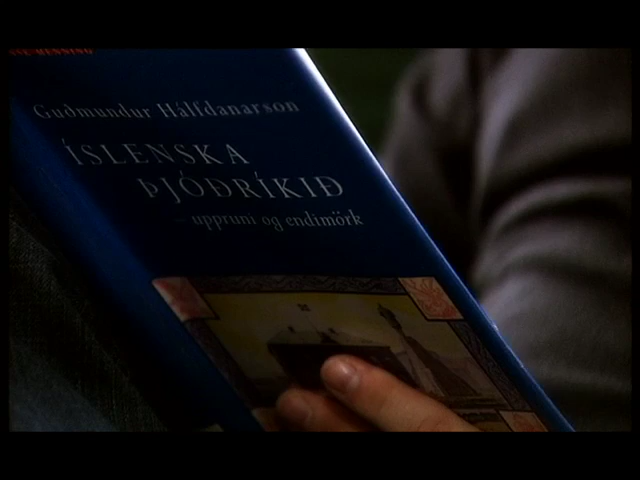 Guðmundur Hálfdanarson
ÍSLENSKA
ÞJÓÐRÍKIÐ
– uppruni og endimörk